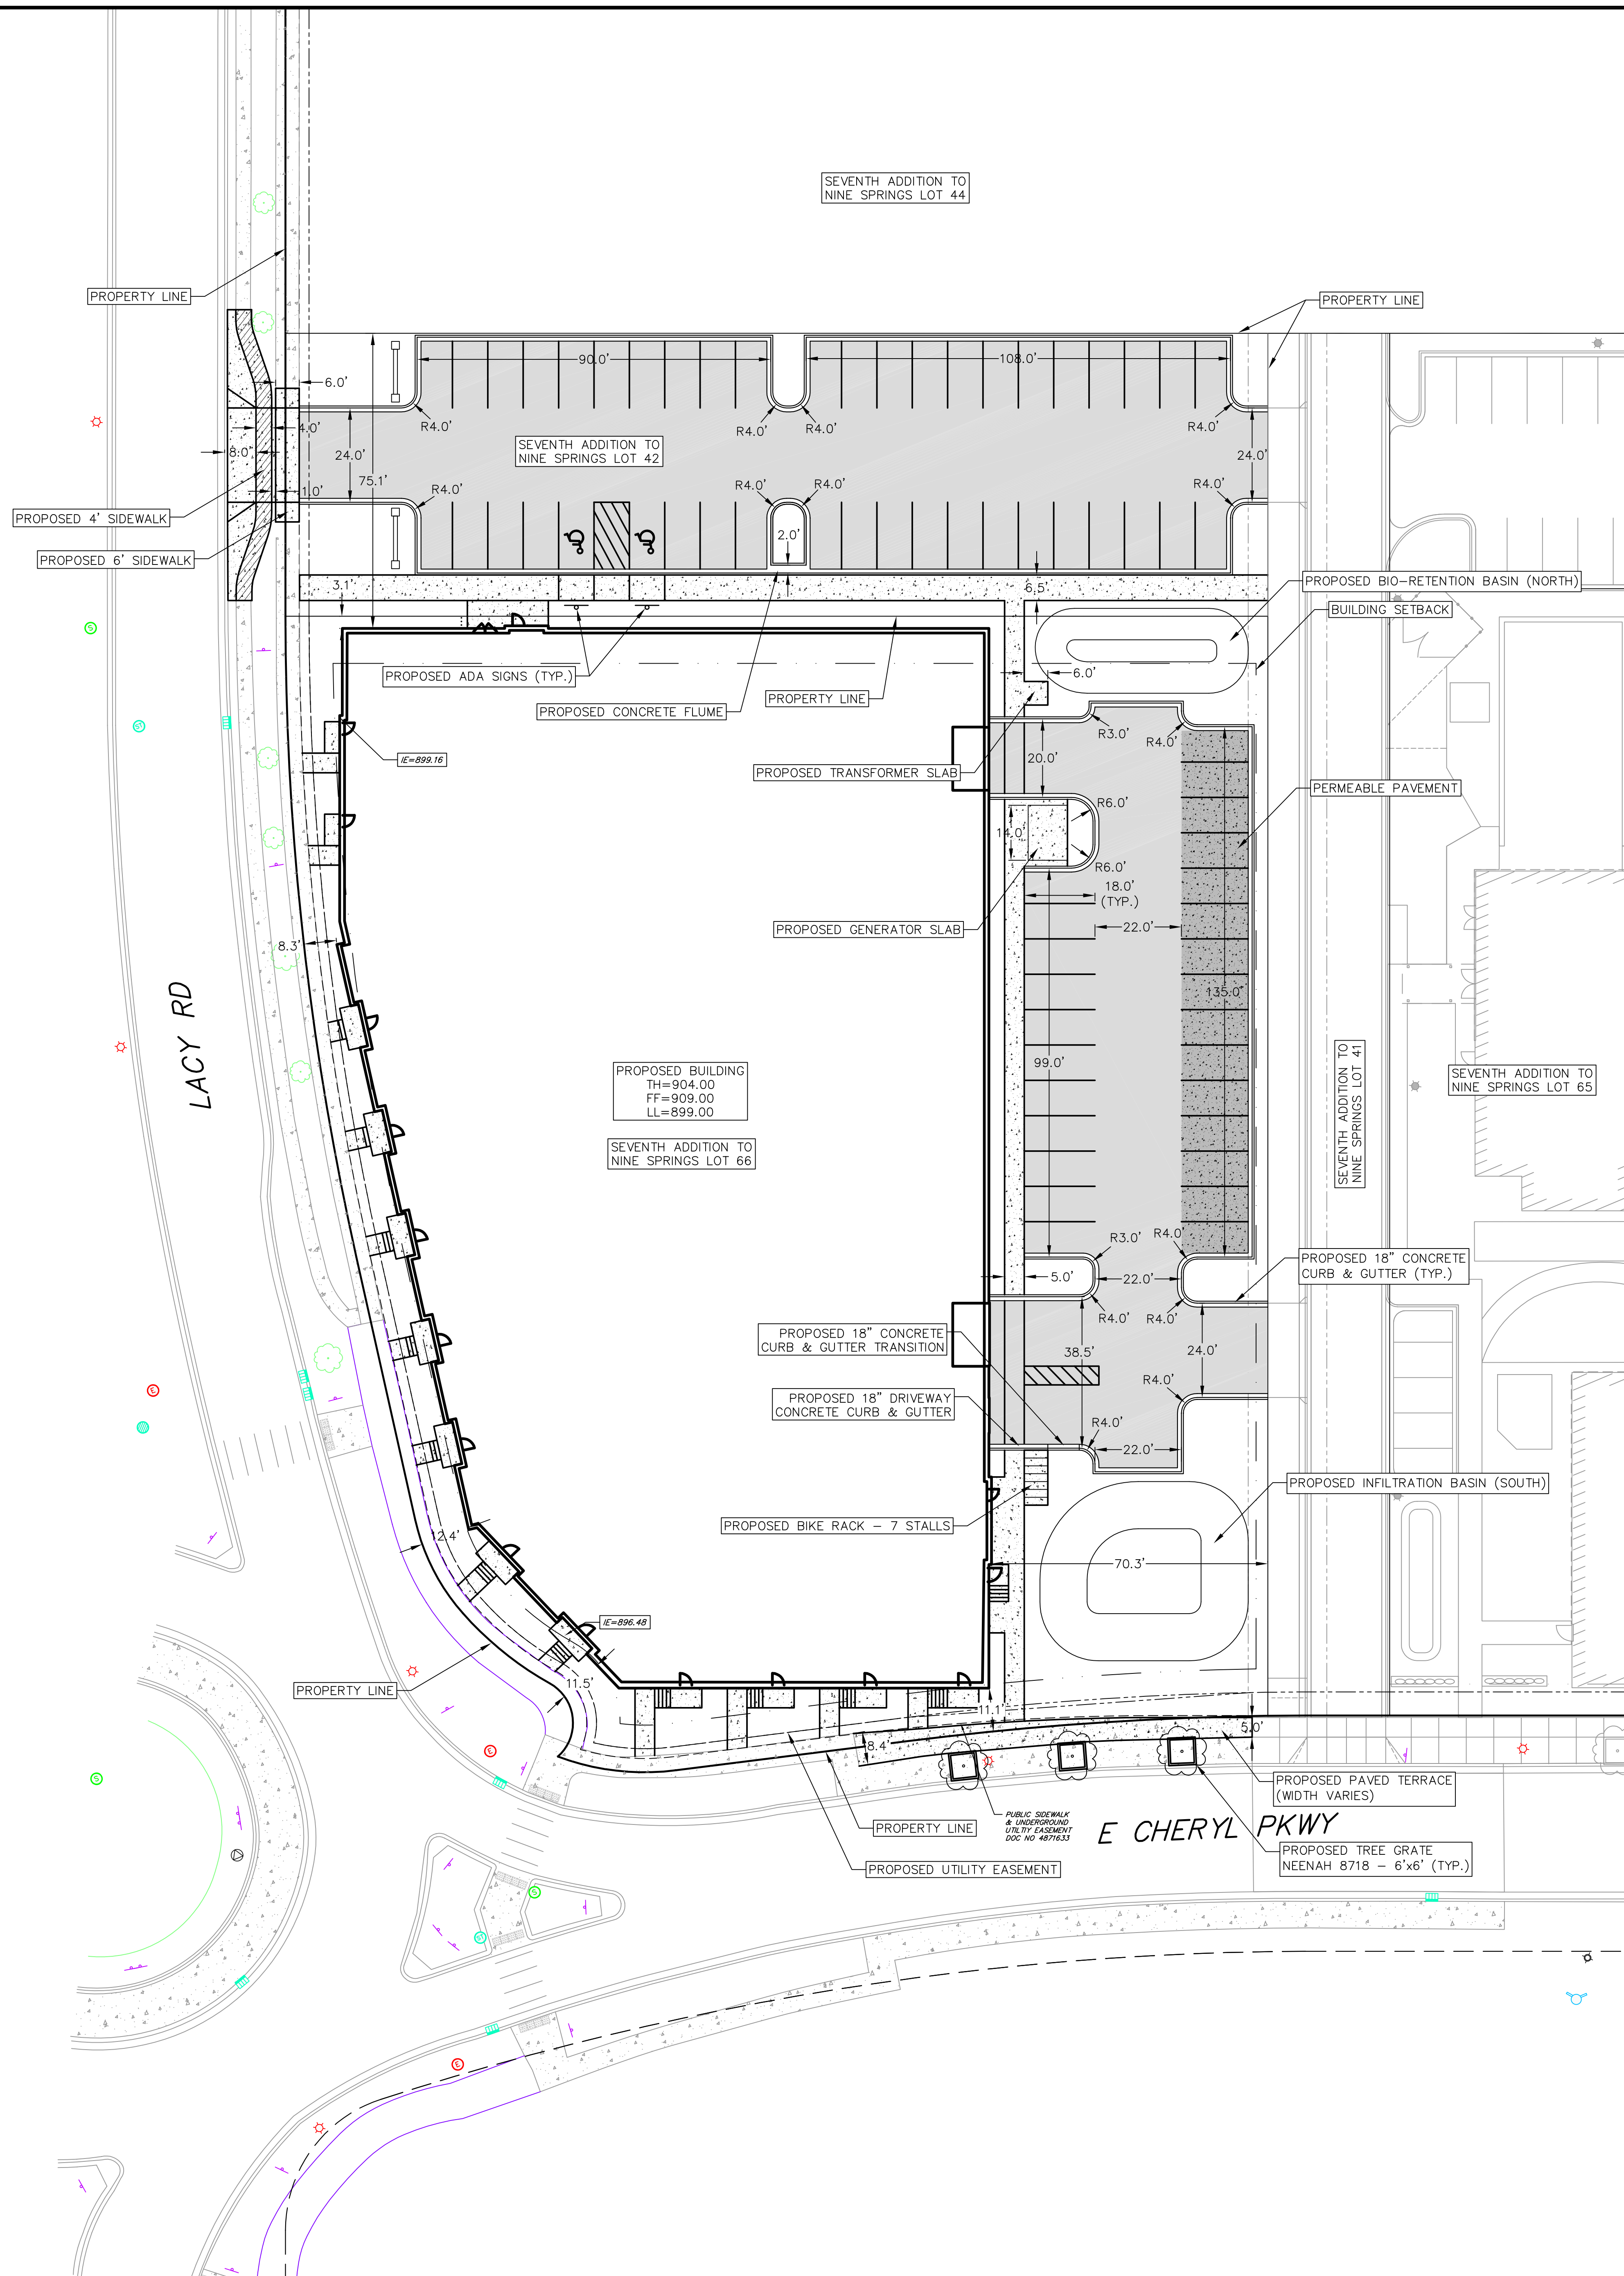 SEVENTH ADDITION TO
NINE SPRINGS LOT 44
PROPERTY LINE
PROPERTY LINE
90.0'
108.0'
6.0'
R4.0'
R4.0'
R4.0'
R4.0'
4.0'
8.0'
24.0'
75.1'
SEVENTH ADDITION TO
NINE SPRINGS LOT 42
24.0'
1.0'
R4.0'
R4.0'
R4.0'
R4.0'
PROPOSED 4' SIDEWALK
2.0'
PROPOSED 6' SIDEWALK
3.1'
6.5'
PROPOSED BIO-RETENTION BASIN (NORTH)
BUILDING SETBACK
S
PROPOSED ADA SIGNS (TYP.)
6.0'
PROPERTY LINE
PROPOSED CONCRETE FLUME
ST
IE=899.16
R3.0'
R4.0'
20.0'
PROPOSED TRANSFORMER SLAB
PERMEABLE PAVEMENT
R6.0'
14.0'
R6.0'
18.0'
(TYP.)
PROPOSED GENERATOR SLAB
22.0'
8.3'
LACY RD
135.0'
99.0'
PROPOSED BUILDING
TH=904.00
FF=909.00
LL=899.00
SEVENTH ADDITION TO
NINE SPRINGS LOT 66
SEVENTH ADDITION TO
NINE SPRINGS LOT 41
SEVENTH ADDITION TO
NINE SPRINGS LOT 65
R3.0'
R4.0'
PROPOSED 18" CONCRETE
CURB & GUTTER (TYP.)
5.0'
22.0'
R4.0'
R4.0'
PROPOSED 18" CONCRETE
CURB & GUTTER TRANSITION
38.5'
24.0'
E
R4.0'
PROPOSED 18" DRIVEWAY
CONCRETE CURB & GUTTER
R4.0'
22.0'
PROPOSED INFILTRATION BASIN (SOUTH)
PROPOSED BIKE RACK - 7 STALLS
12.4'
70.3'
IE=896.48
PROPERTY LINE
11.5'
11.1'
5.0'
8.4'
E
S
PROPOSED PAVED TERRACE
(WIDTH VARIES)
PUBLIC SIDEWALK
& UNDERGROUND
UTILTIY EASEMENT
DOC NO 4871633
PROPERTY LINE
E CHERYL PKWY
PROPOSED TREE GRATE
NEENAH 8718 - 6'x6' (TYP.)
PROPOSED UTILITY EASEMENT
S
ST
E